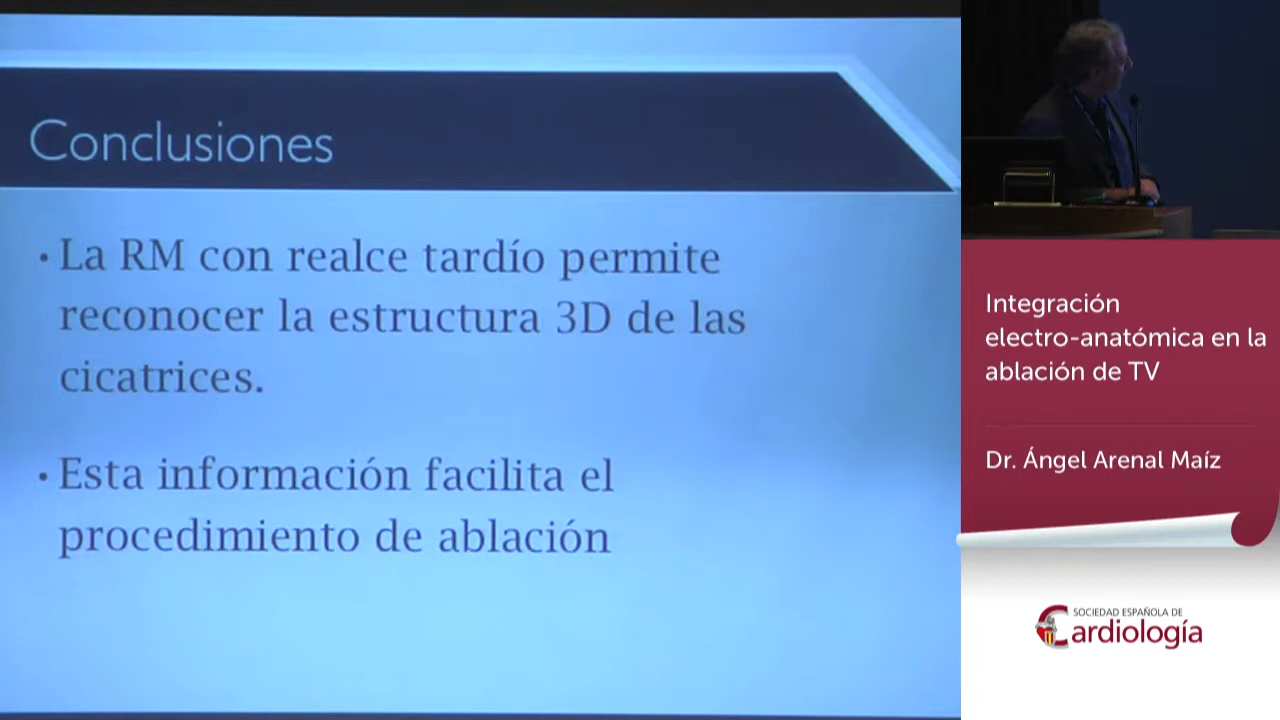 Conclusiones
• La RM con realce tardío permite
reconocer la estructura 3D de las
cicatrices.
• Esta información facilita el
procedimiento de ablación
Integración
electro-anatómica en la
ablación de TV
Dr. Ángel Arenal Maíz
SOCIEDAD ESPAÑOLA DE
Cardiología